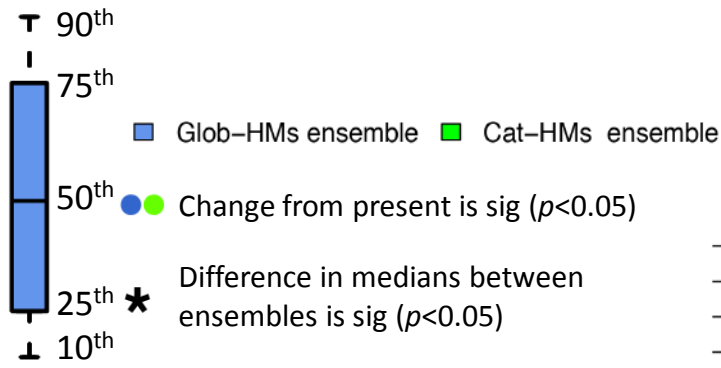 90th
75th
Glob−HMs ensemble Cat−HMs ensemble
50th Change from present is sig (p<0.05)
Difference in medians between
25th * ensembles is sig (p<0.05)
10th